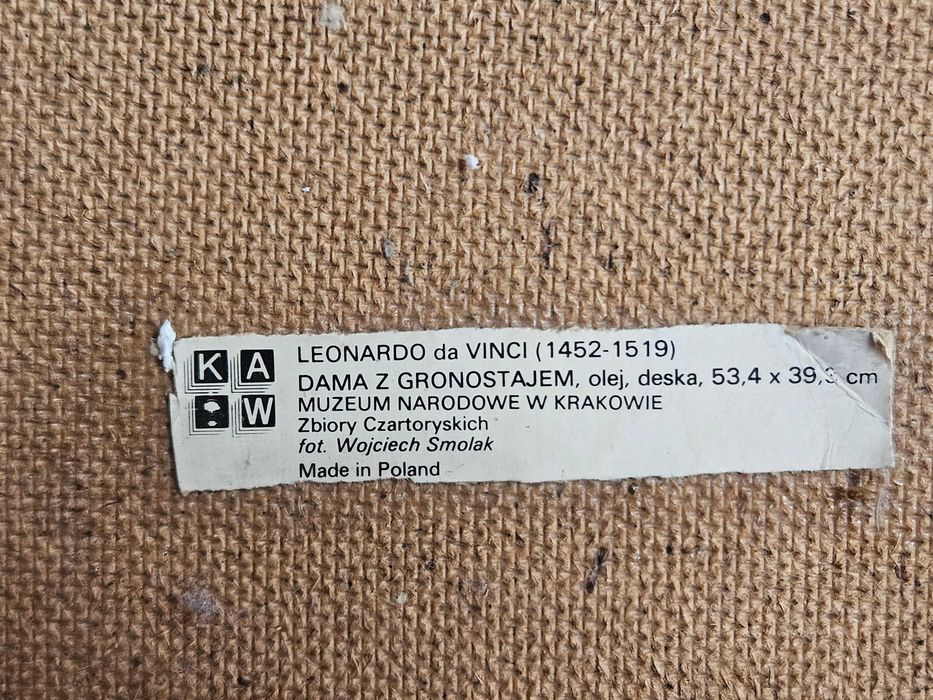 KA
W
LEONARDO da VINCI (1452-1519)
DAMA Z GRONOSTAJEM, olej, deska, 53,4 x 39,3 cm
MUZEUM NARODOWE W KRAKOWIE
Zbiory Czartoryskich
fot. Wojciech Smolak
Made in Poland